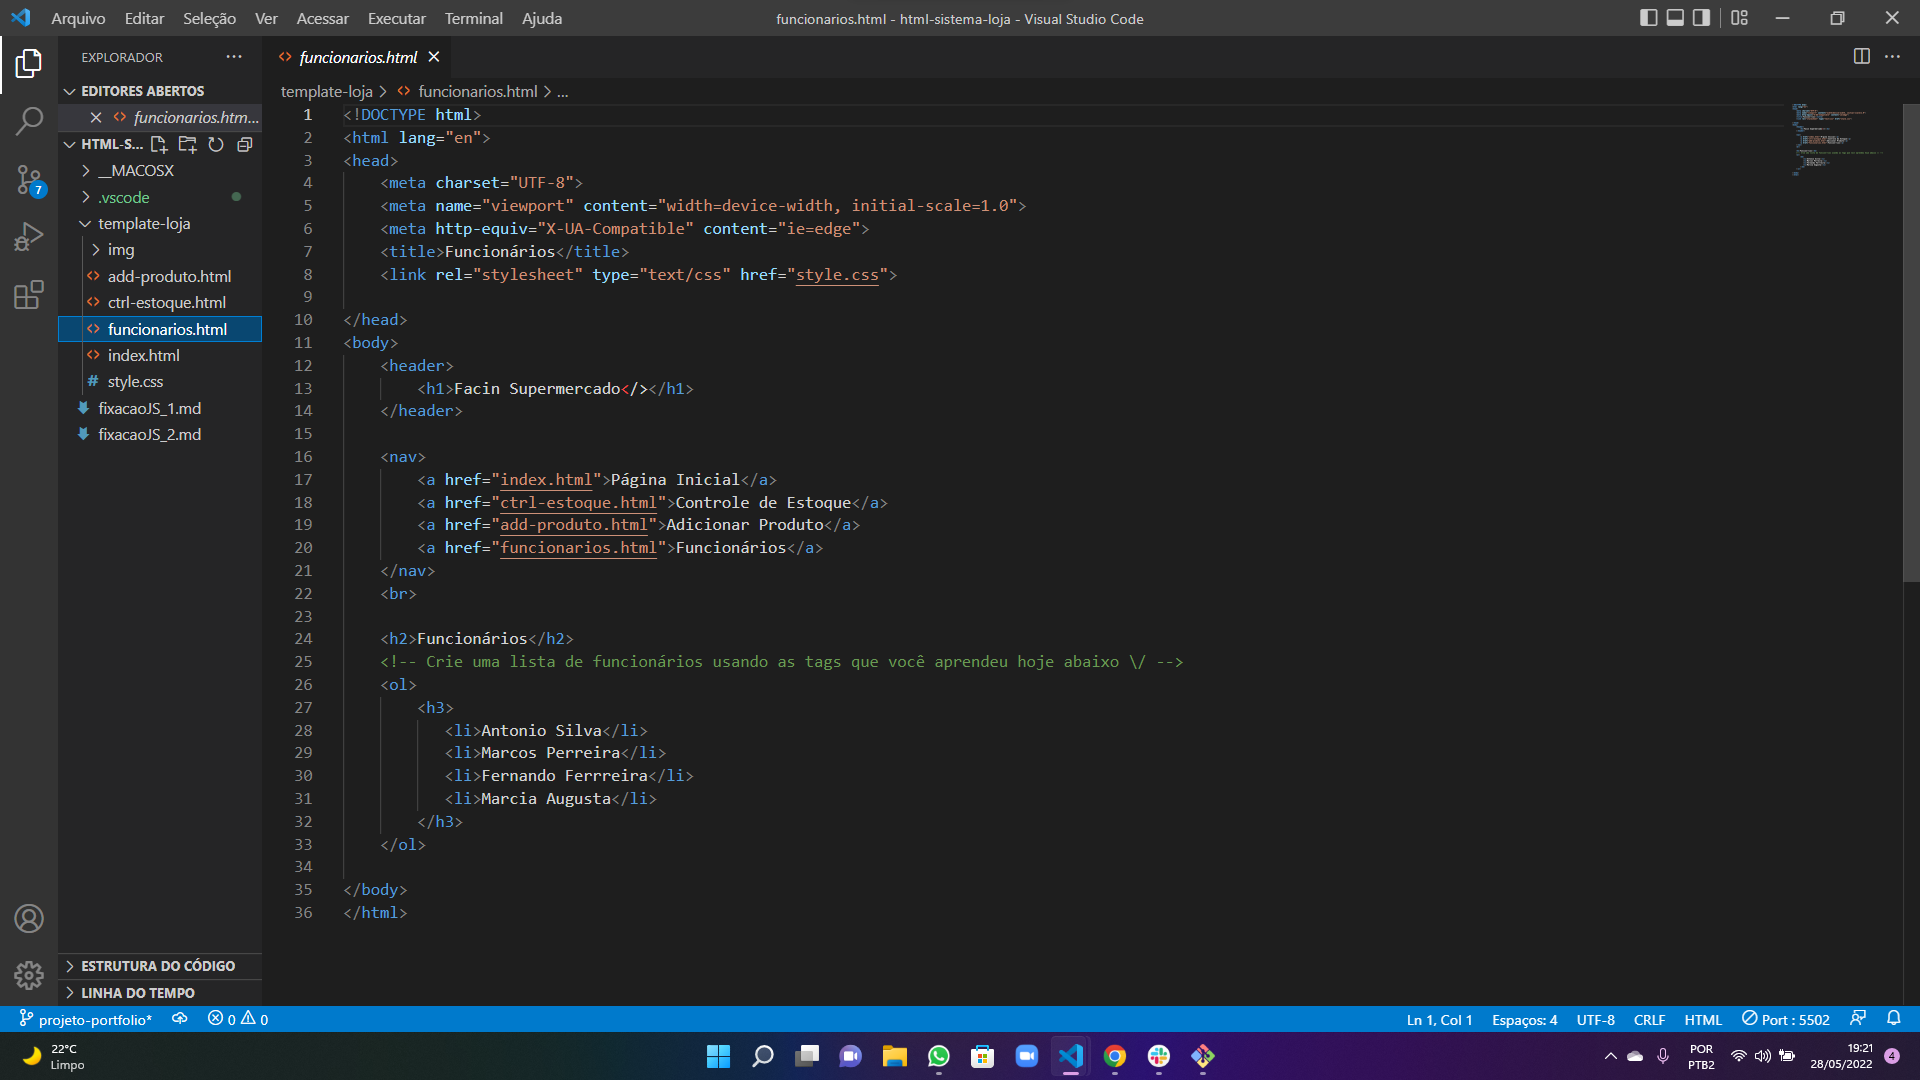 Arquivo Editar Seleção Ver Acessar Executar Terminal Ajuda
funcionarios.html - html-sistema-loja - Visual Studio Code
EXPLORADOR
EDITORES ABERTOS
funcionarios.htm...
HTML-S...
__MACOSX
.vscode
template-loja
img
add-produto.html
ctrl-estoque.html
funcionarios.html
index.html
style.css
fixacaoJS_1.md
fixacaoJS_2.md
ESTRUTURA DO CÓDIGO
LINHA DO TEMPO
7
funcionarios.html
template-loja > funcionarios.html > ...
1 <!DOCTYPE html>
2 <html lang="en">
3 <head>
4 <meta charset="UTF-8">
5 <meta name="viewport" content="width=device-width, initial-scale=1.0">
6 <meta http-equiv="X-UA-Compatible" content="ie=edge">
7 <title>Funcionários</title>
8 <link rel="stylesheet" type="text/css" href="style.css">
9
10 </head>
11 <body>
12 <header>
13 <h1>Facin Supermercado</></h1>
14 </header>
15
16 <nav>
17 <a href="index.html">Página Inicial</a>
18 <a href="ctrl-estoque.html">Controle de Estoque</a>
19 <a href="add-produto.html">Adicionar Produto</a>
20 <a href="funcionarios.html">Funcionários</a>
21 </nav>
22 <br>
23
24 <h2>Funcionários</h2>
25 <!-- Crie uma lista de funcionários usando as tags que você aprendeu hoje abaixo \/ -->
26 <ol>
27 <h3>
28 <li>Antonio Silva</li>
29 <li>Marcos Perreira</li>
30 <li>Fernando Ferrreira</li>
31 <li>Marcia Augusta</li>
32 </h3>
33 </ol>
34
35 </body>
36 </html>
projeto-portfolio* 0 0
Ln 1, Col 1 Espaços: 4 UTF-8 CRLF HTML Port : 5502
22°C
Limpo
POR
PTB2
19:21
28/05/2022
4